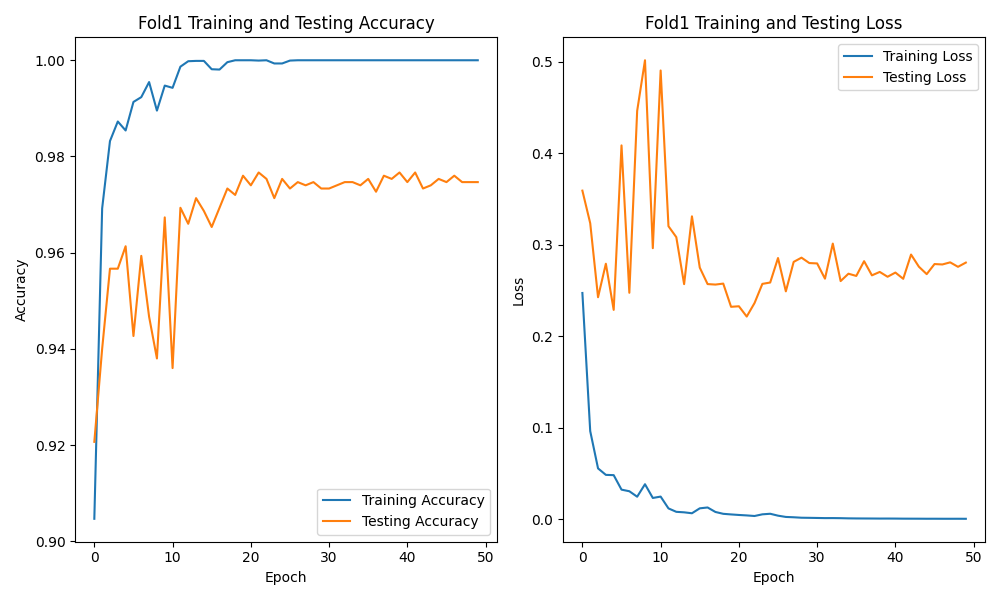 Fold1 Training and Testing Accuracy
1.00
0.98
0.96
0.94
0.92
0.90
Accuracy
0 10 20 30 40 50
Epoch
Training Accuracy
Testing Accuracy
Fold1 Training and Testing Loss
0.5
0.4
0.3
0.2
0.1
0.0
Loss
0 10 20 30 40 50
Epoch
Training Loss
Testing Loss